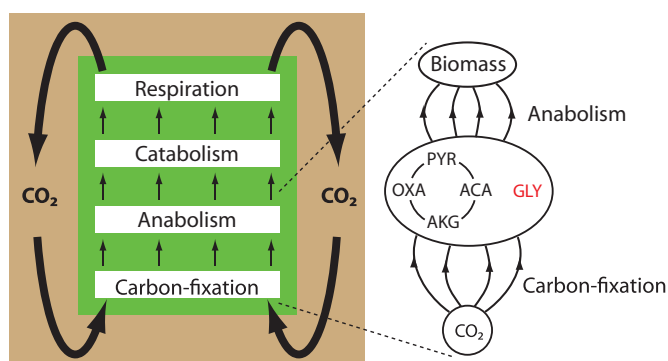 Respiration
Catabolism
CO₂
CO₂
Anabolism
Carbon-fixation
Biomass
Anabolism
PYR
OXA
ACA
GLY
AKG
Carbon-fixation
CO₂